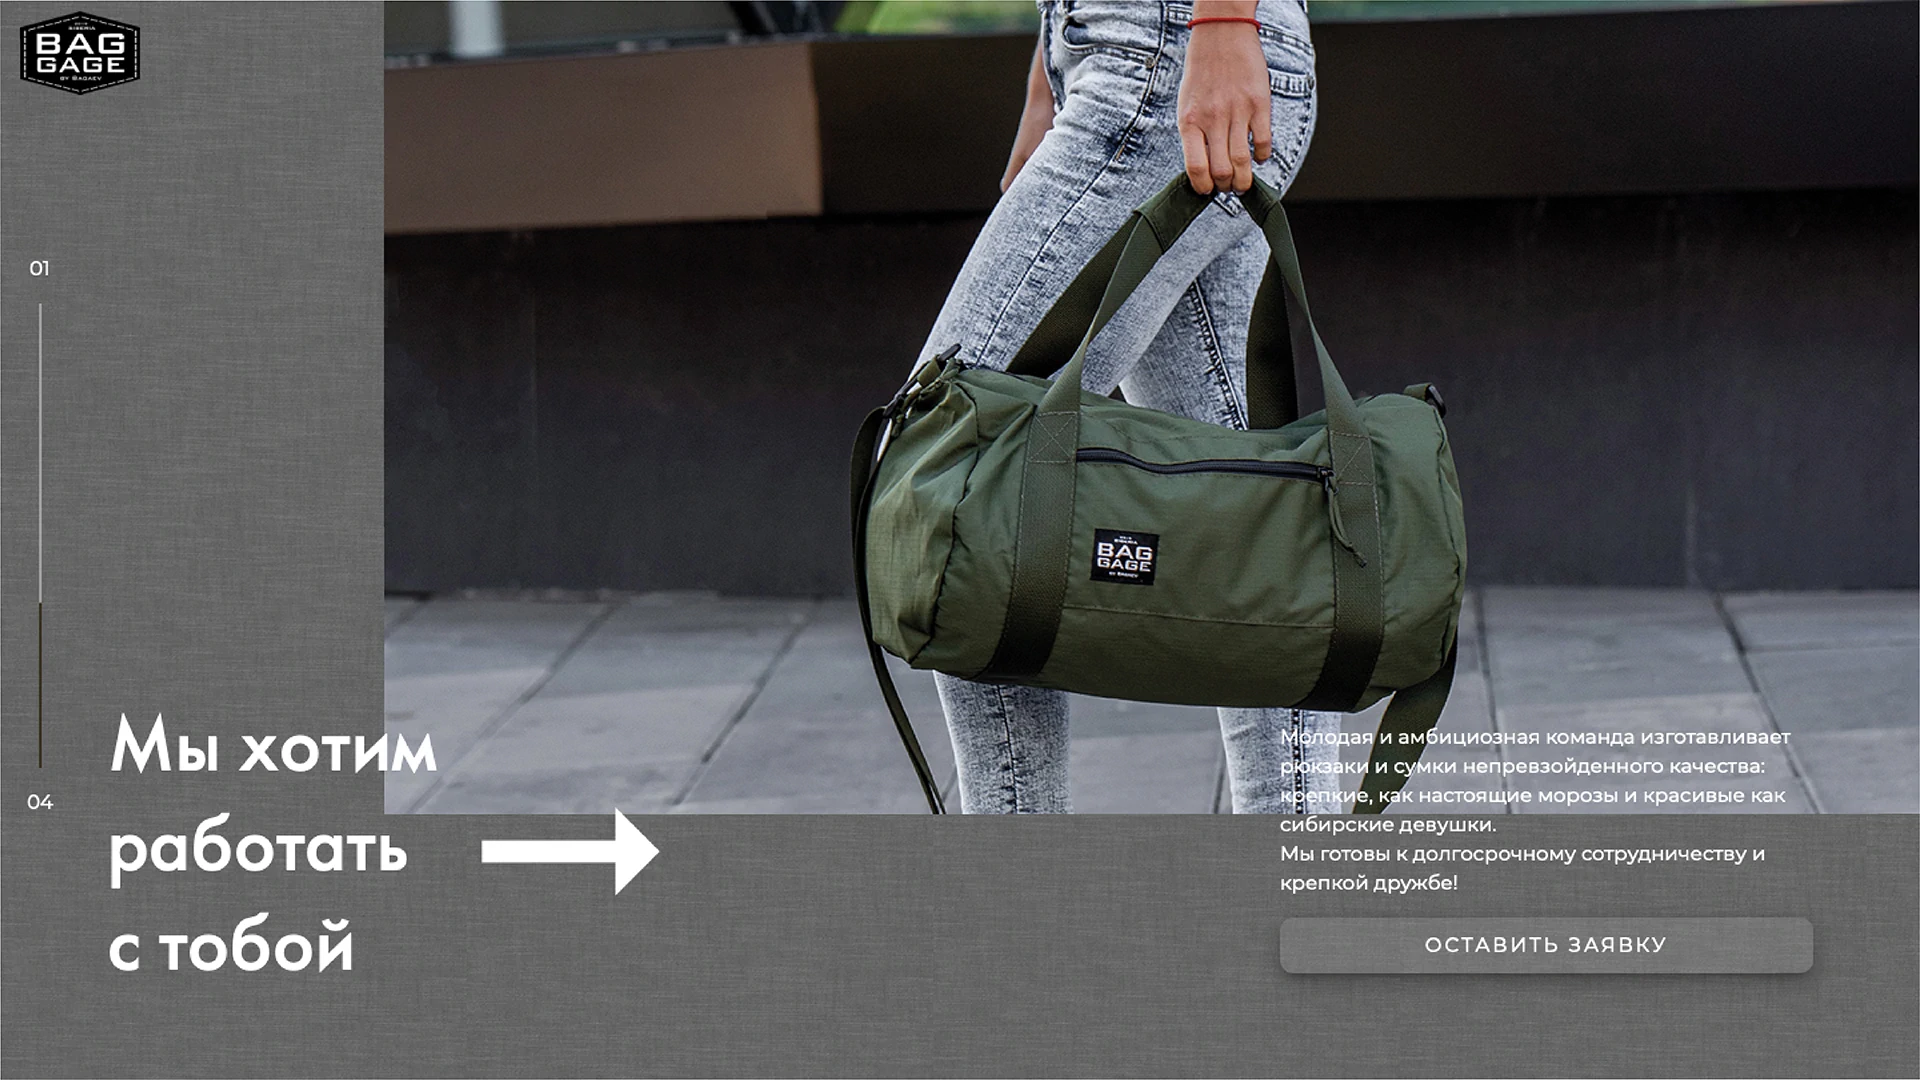 SIBERIA
BAG
GAGE
BY BAGAEV
01
04
SIBERIA
BAG
GAGE
BY BAGAEV
Мы хотим
работать
с тобой
Молодая и амбициозная команда изготавливает
рюкзаки и сумки непревзойденного качества:
крепкие, как настоящие морозы и красивые как
сибирские девушки.
Мы готовы к долгосрочному сотрудничеству и
крепкой дружбе!
ОСТАВИТЬ ЗАЯВКУ